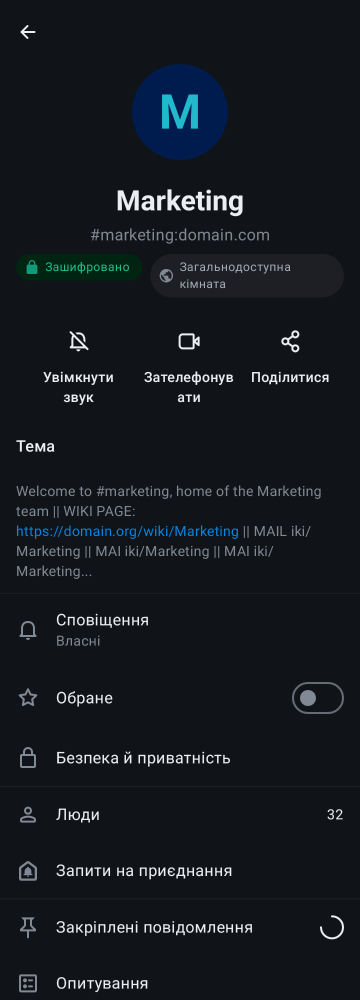 M
Marketing
#marketing:domain.com
Зашифровано
Загальнодоступна
кімната
Увімкнути
звук
Зателефонув
ати
Поділитися
Тема
Welcome to #marketing, home of the Marketing
team || WIKI PAGE:
https://domain.org/wiki/Marketing || MAIL iki/
Marketing || MAI iki/Marketing || MAI iki/
Marketing...
Сповіщення
Власні
Обране
Безпека й приватність
Люди
32
Запити на приєднання
Закріплені повідомлення
Опитування